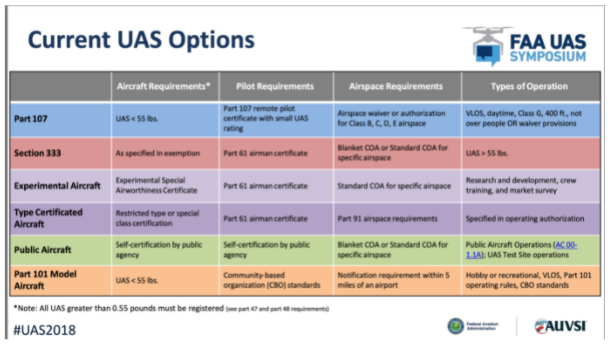 Current UAS Options
FAA UAS
SYMPOSIUM
Aircraft Requirements*
Pilot Requirements
Airspace Requirements
Types of Operation
Part 107
UAS < 55 lbs.
Part 107 remote pilot
certificate with small UAS
rating
Airspace waiver or authorization
for Class B, C, D, E airspace
VLOS, daytime, Class G, 400 ft., not
over people OR waiver provisions
Section 333
As specified in exemption
Part 61 airman certificate
Blanket COA or Standard COA for
specific airspace
UAS > 55 lbs.
Experimental Aircraft
Experimental Special
Airworthiness Certificate
Part 61 airman certificate
Standard COA for specific airspace
Research and development, crew
training, and market survey
Type Certificated
Aircraft
Restricted type or special
class certification
Part 61 airman certificate
Part 91 airspace requirements
Specified in operating authorization
Public Aircraft
Self-certification by public
agency
Self-certification by public
agency
Blanket COA or Standard COA for
specific airspace
Public Aircraft Operations (AC 00-
1.1A); UAS Test Site operations
Part 101 Model
Aircraft
UAS < 55 lbs.
Community-based
organization (CBO) standards
Notification requirement within 5
miles of an airport
Hobby or recreational, VLOS, Part 101
operating rules, CBO standards
*Note: All UAS greater than 0.55 pounds must be registered (see part 47 and part 48 requirements)
#UAS2018
Federal Aviation
Administration
AUVSI